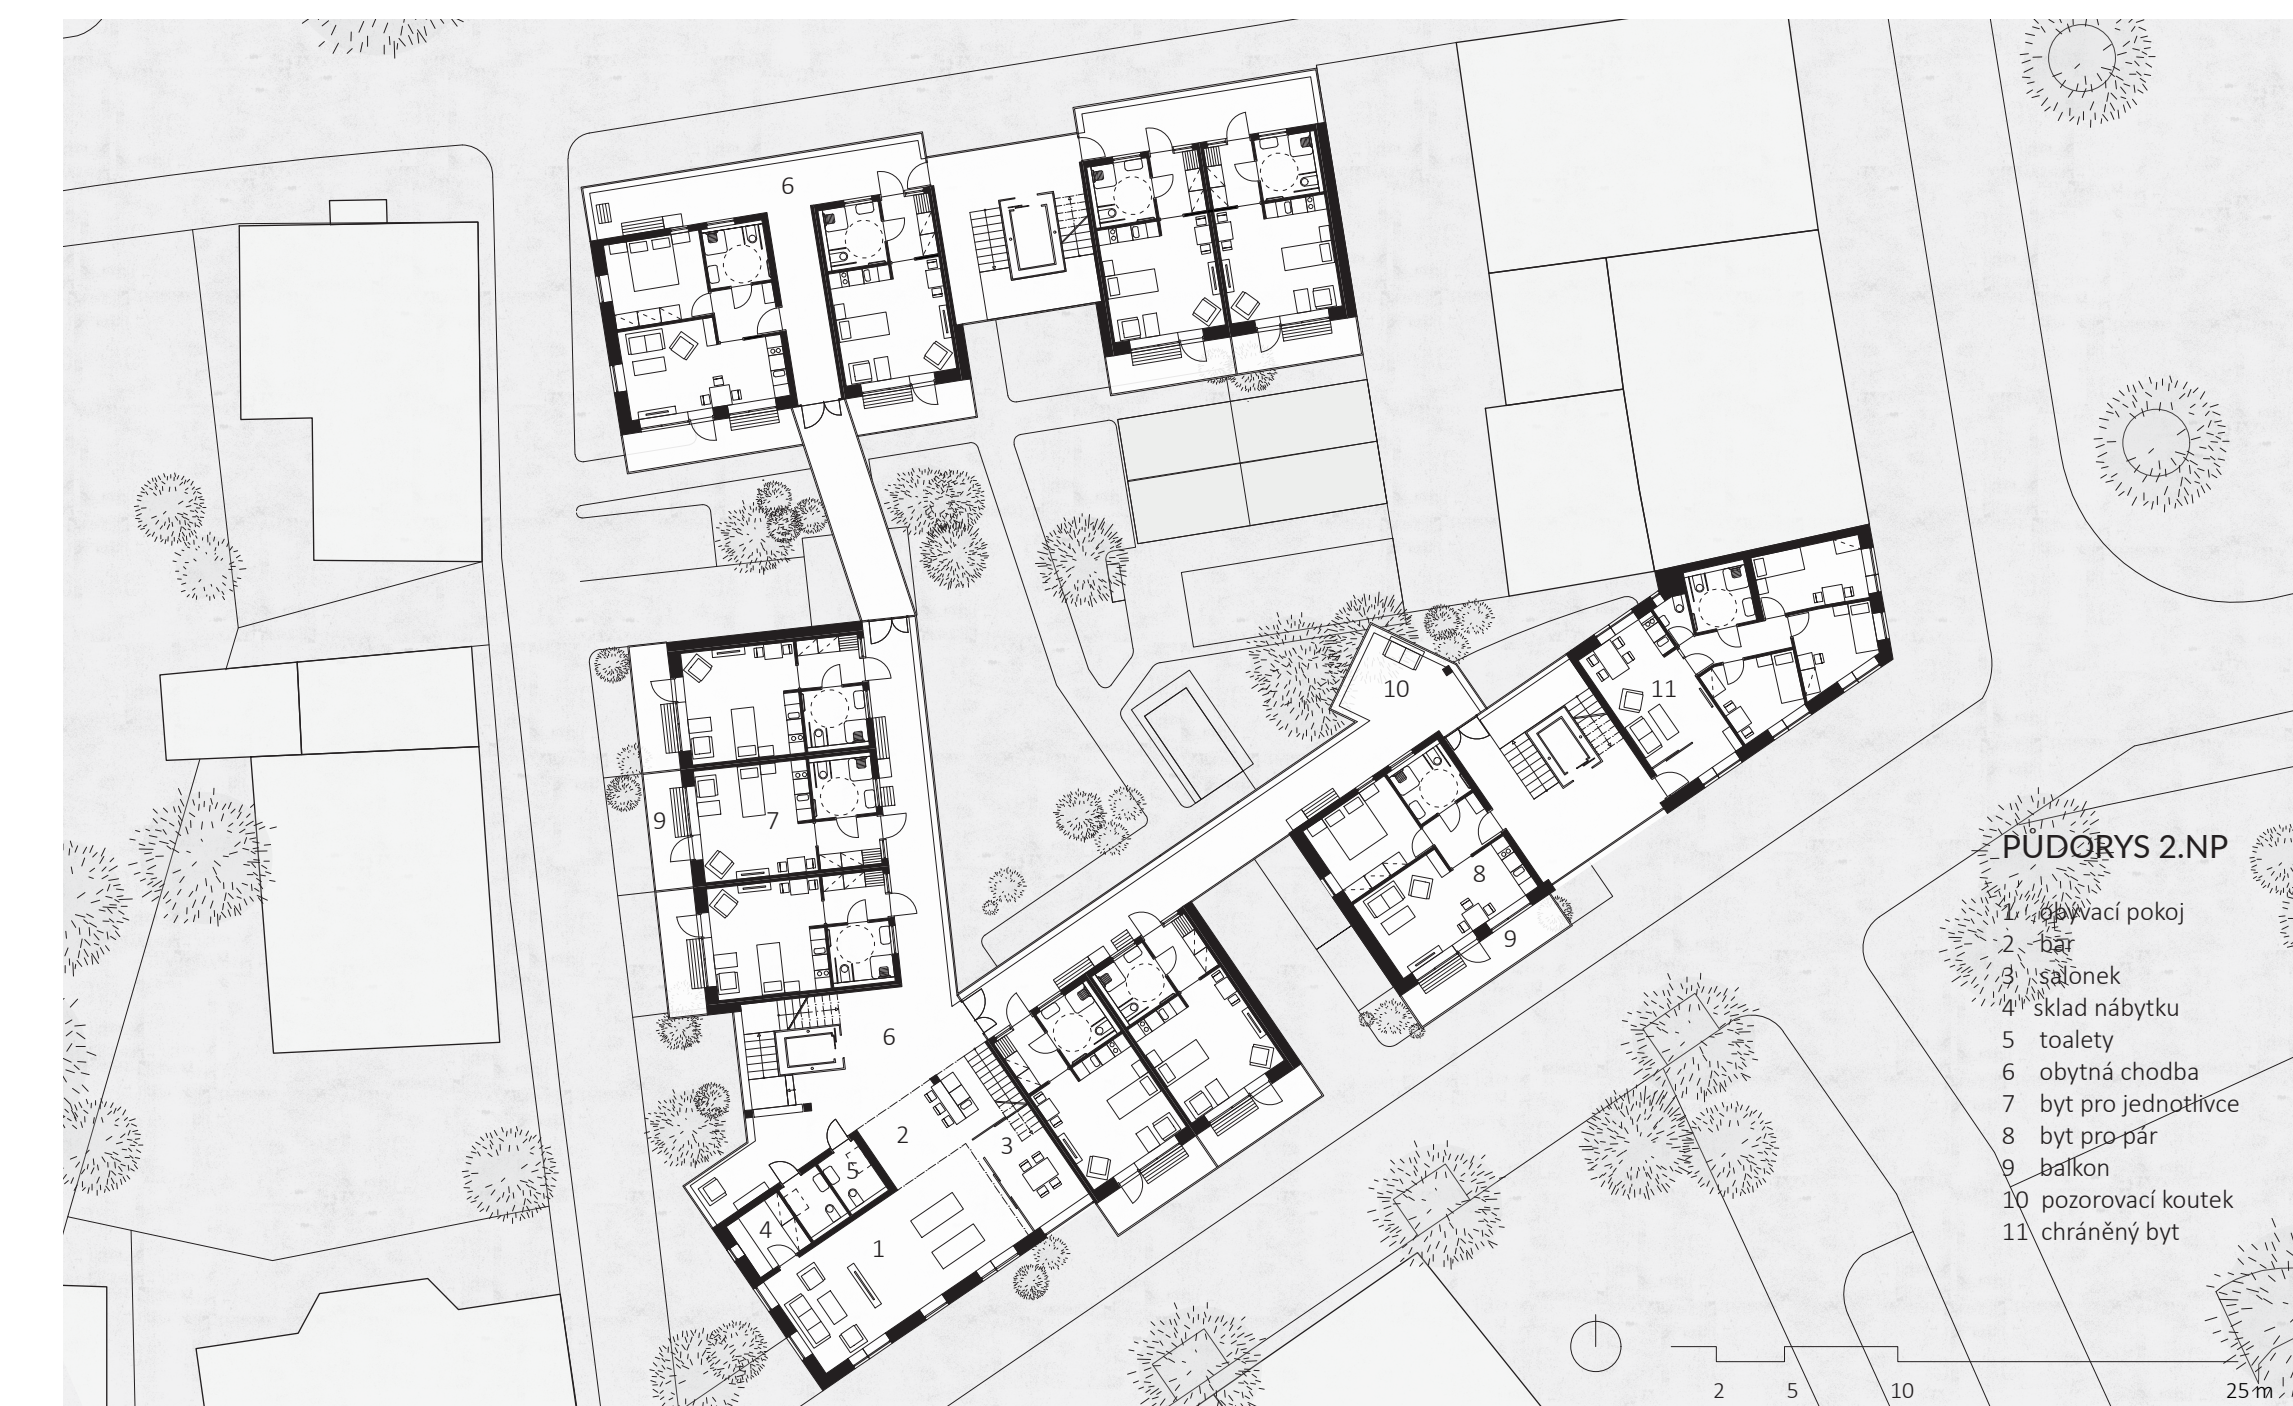 6
10
11
9
7
8
9
6
2
3
5
4
1
PŮDORYS 2.NP
1 obývací pokoj
2 bar
3 salonek
4 sklad nábytku
5 toalety
6 obytná chodba
7 byt pro jednotlivce
8 byt pro pár
9 balkon
10 pozorovací koutek
11 chráněný byt
2 5 10 25 m